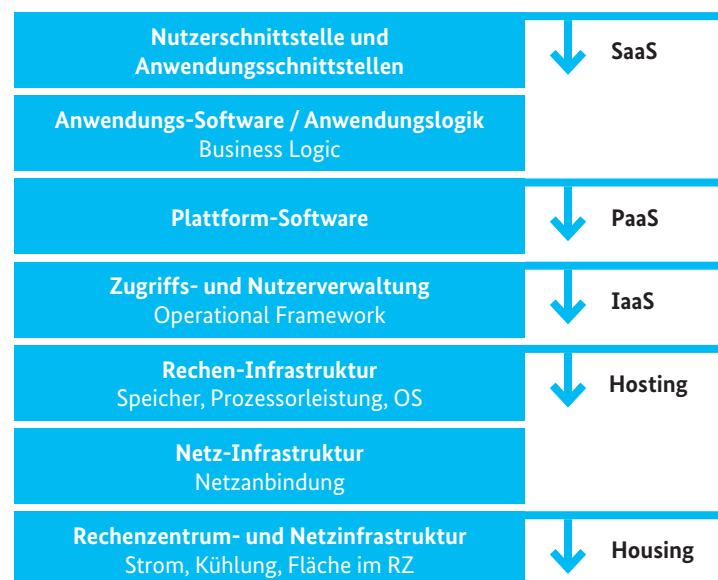 Nutzerschnittstelle und
Anwendungsschnittstellen
SaaS
Anwendungs-Software / Anwendungslogik
Business Logic
Plattform-Software
PaaS
Zugriffs- und Nutzerverwaltung
Operational Framework
IaaS
Rechen-Infrastruktur
Speicher, Prozessorleistung, OS
Hosting
Netz-Infrastruktur
Netzanbindung
Rechenzentrum- und Netzinfrastruktur
Strom, Kühlung, Fläche im RZ
Housing